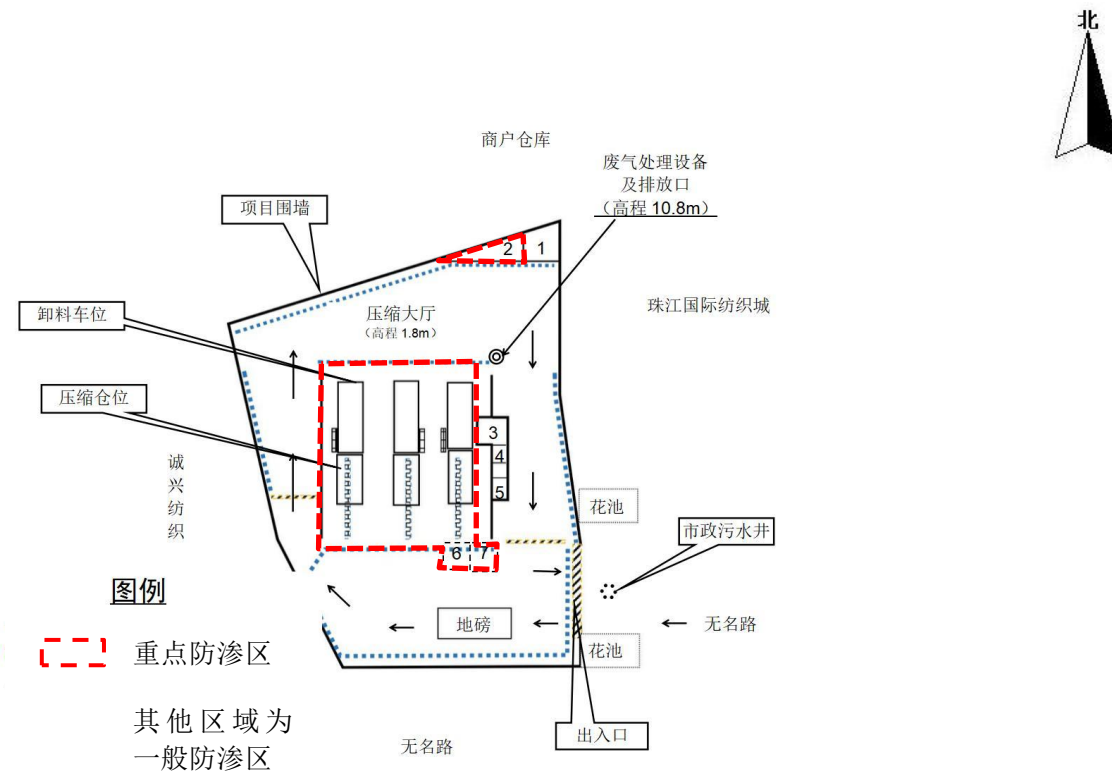 北
商户仓库
废气处理设备
及排放口
（高程 10.8m）
项目围墙
2
1
珠江国际纺织城
卸料车位
压缩大厅
（高程 1.8m）
压缩仓位
3
4
5
诚
兴
纺
织
花池
市政污水井
6
7
图例
地磅
无名路
重点防渗区
花池
其他区域为
一般防渗区
出入口
无名路